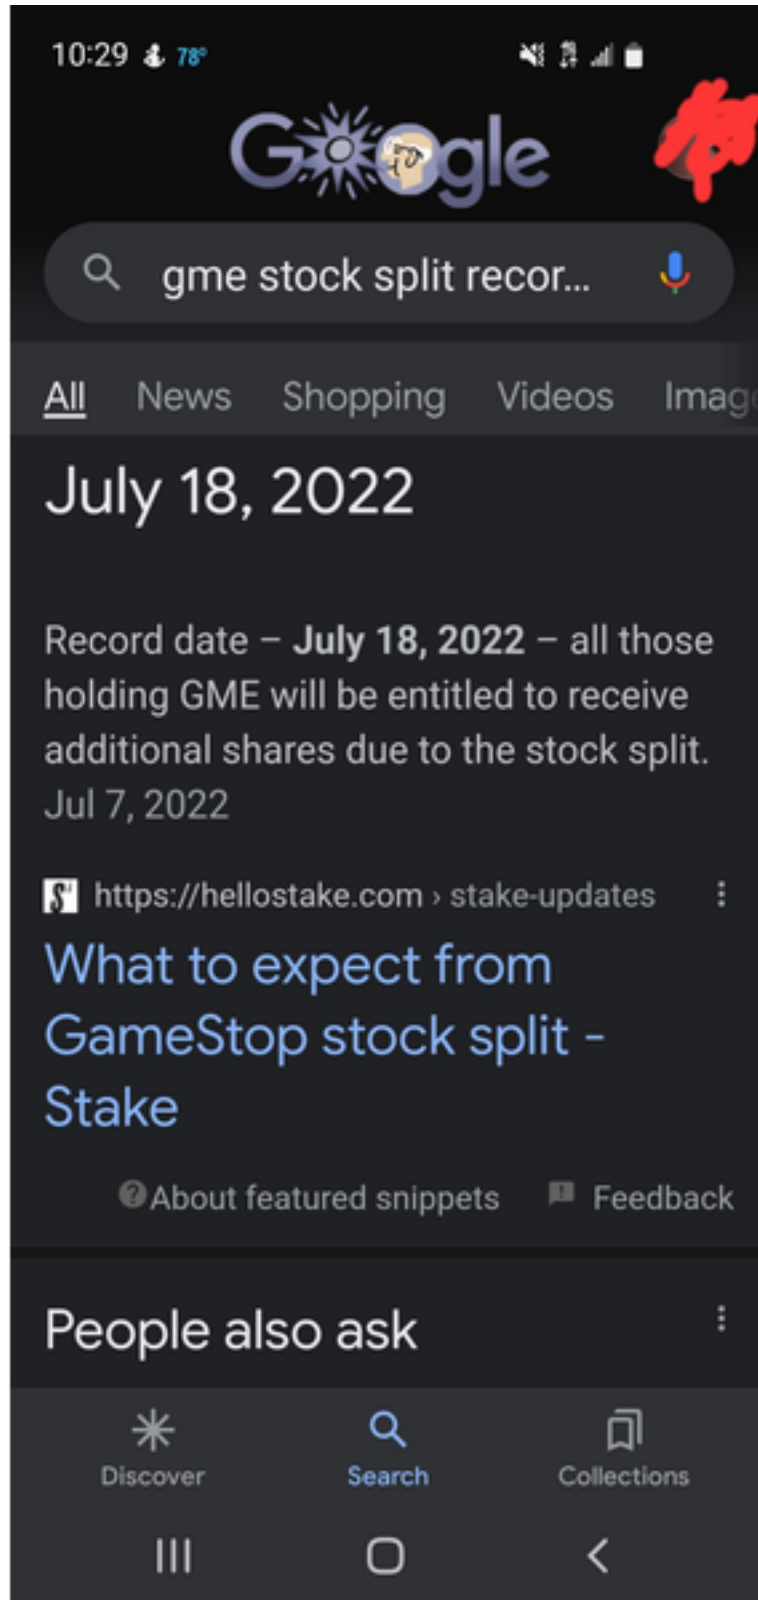 10:29 78°
Google
gme stock split recor...
All News Shopping Videos Image
July 18, 2022
Record date – July 18, 2022 – all those
holding GME will be entitled to receive
additional shares due to the stock split.
Jul 7, 2022
https://hellostake.com › stake-updates
What to expect from
GameStop stock split -
Stake
About featured snippets Feedback
People also ask
Discover Search Collections